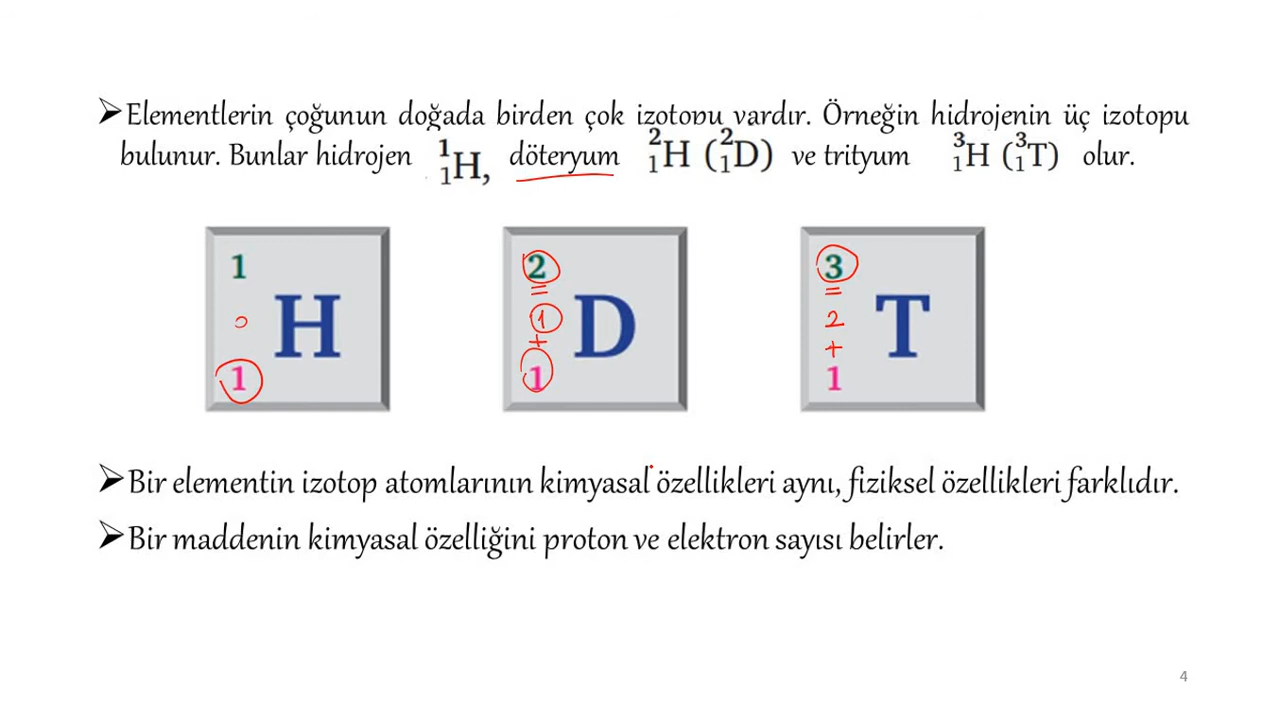 ➤Elementlerin çoğunun doğada birden çok izotopu vardır. Örneğin hidrojenin üç izotopu
bulunur. Bunlar hidrojen ¹₁H, döteryum ²₁H (²₁D) ve trityum ³₁H (³₁T) olur.
1
0
1
H
2
=
1
+
1
D
3
=
2
+
1
T
➤Bir elementin izotop atomlarının kimyasal özellikleri aynı, fiziksel özellikleri farklıdır.
➤Bir maddenin kimyasal özelliğini proton ve elektron sayısı belirler.
4